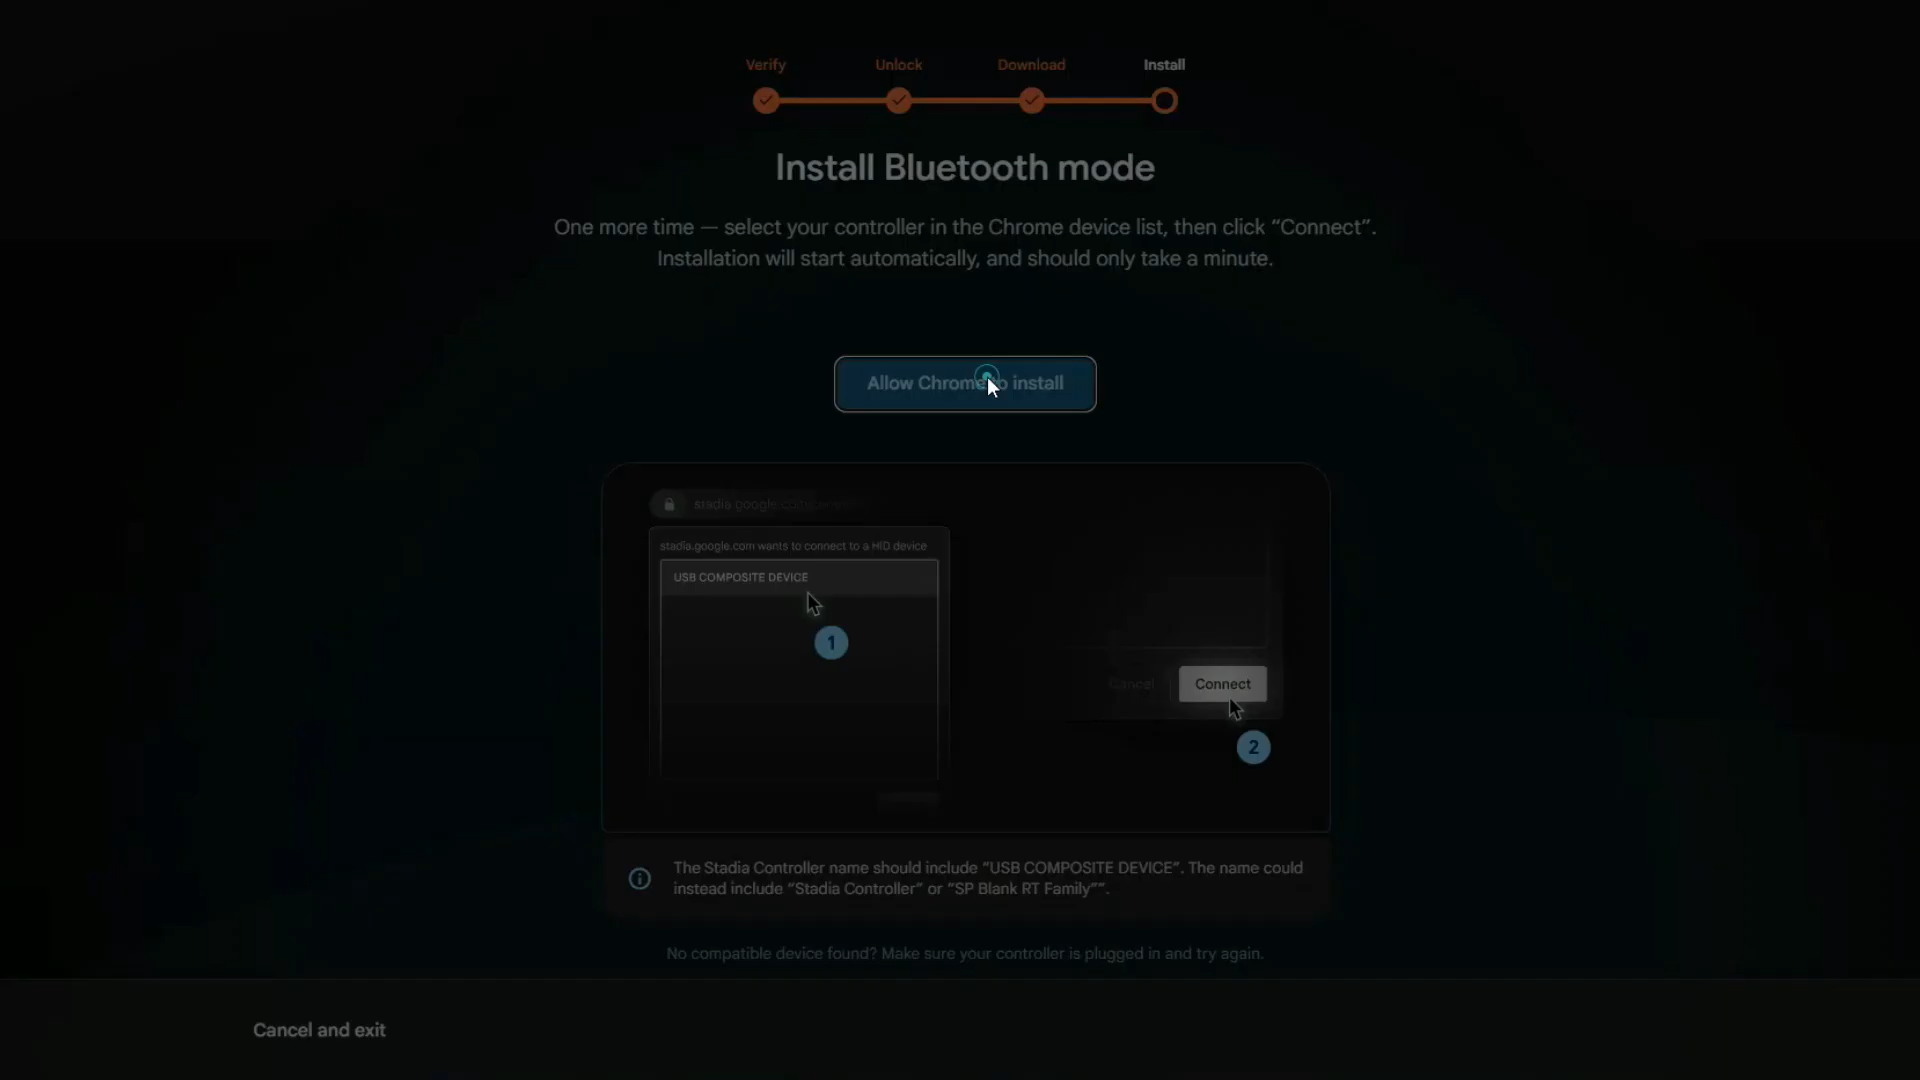 Verify Unlock Download Install
Install Bluetooth mode
One more time — select your controller in the Chrome device list, then click “Connect”.
Installation will start automatically, and should only take a minute.
Allow Chrome to install
stadia.google.com
stadia.google.com wants to connect to a HID device
USB COMPOSITE DEVICE
1
Cancel
Connect
2
The Stadia Controller name should include “USB COMPOSITE DEVICE”. The name could
instead include “Stadia Controller” or “SP Blank RT Family””.
No compatible device found? Make sure your controller is plugged in and try again.
Cancel and exit